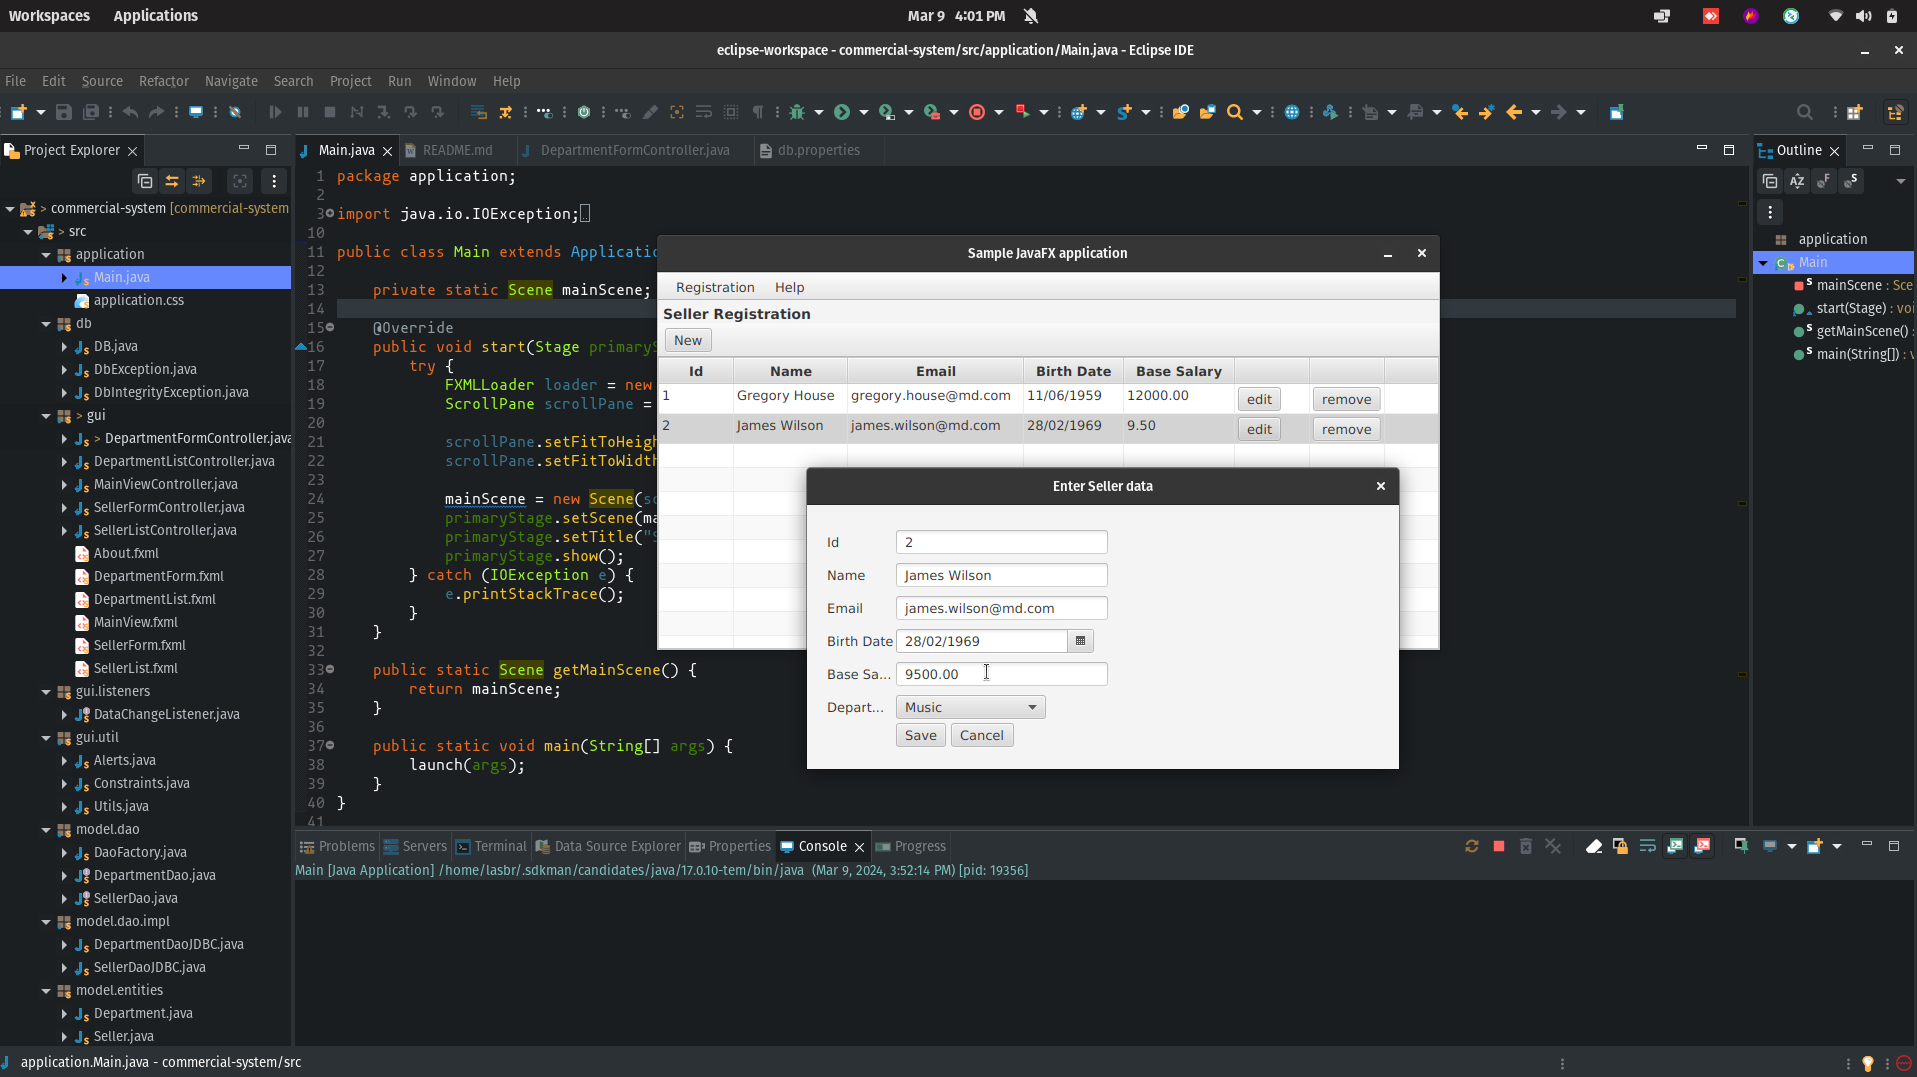 Workspaces Applications Mar 9 4:01 PM
eclipse-workspace - commercial-system/src/application/Main.java - Eclipse IDE
File Edit Source Refactor Navigate Search Project Run Window Help
Project Explorer
commercial-system [commercial-system
> src
application
Main.java
application.css
db
DB.java
DbException.java
DbIntegrityException.java
> gui
> DepartmentFormController.java
DepartmentListController.java
MainViewController.java
SellerFormController.java
SellerListController.java
About.fxml
DepartmentForm.fxml
DepartmentList.fxml
MainView.fxml
SellerForm.fxml
SellerList.fxml
gui.listeners
DataChangeListener.java
gui.util
Alerts.java
Constraints.java
Utils.java
model.dao
DaoFactory.java
DepartmentDao.java
SellerDao.java
model.dao.impl
DepartmentDaoJDBC.java
SellerDaoJDBC.java
model.entities
Department.java
Seller.java
Main.java README.md DepartmentFormController.java db.properties
1 package application;
2
3 import java.io.IOException;
10
11 public class Main extends Applicatio
12
13 private static Scene mainScene;
14
15 @Override
16 public void start(Stage primaryS
17 try {
18 FXMLLoader loader = new
19 ScrollPane scrollPane =
20
21 scrollPane.setFitToHeigh
22 scrollPane.setFitToWidth
23
24 mainScene = new Scene(sc
25 primaryStage.setScene(ma
26 primaryStage.setTitle("S
27 primaryStage.show();
28 } catch (IOException e) {
29 e.printStackTrace();
30 }
31 }
32
33 public static Scene getMainScene() {
34 return mainScene;
35 }
36
37 public static void main(String[] args) {
38 launch(args);
39 }
40 }
41
Sample JavaFX application
Registration Help
Seller Registration
New
Id Name Email Birth Date Base Salary
1 Gregory House gregory.house@md.com 11/06/1959 12000.00 edit remove
2 James Wilson james.wilson@md.com 28/02/1969 9.50 edit remove
Enter Seller data
Id 2
Name James Wilson
Email james.wilson@md.com
Birth Date 28/02/1969
Base Sa... 9500.00
Depart... Music
Save Cancel
Outline
application
Main
mainScene : Sce
start(Stage) : voi
getMainScene() :
main(String[]) : v
Problems Servers Terminal Data Source Explorer Properties Console Progress
Main [Java Application] /home/lasbr/.sdkman/candidates/java/17.0.10-tem/bin/java (Mar 9, 2024, 3:52:14 PM) [pid: 19356]
application.Main.java - commercial-system/src